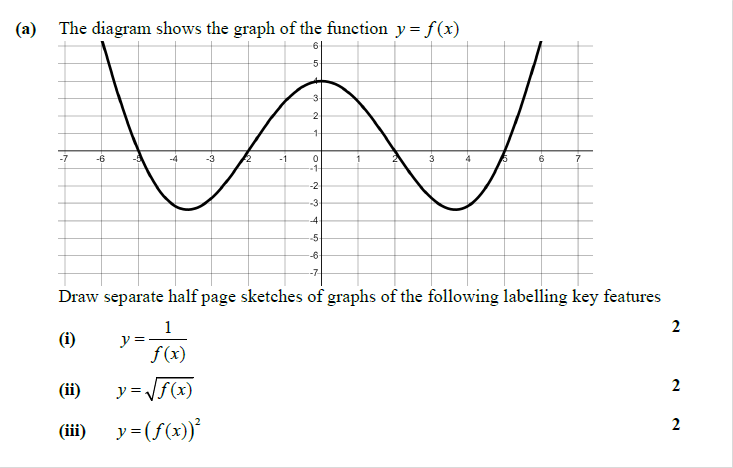 (a) The diagram shows the graph of the function y = f(x)
6
5
4
3
2
1
-7 -6 -5 -4 -3 -2 -1 0 1 2 3 4 5 6 7
-1
-2
-3
-4
-5
-6
-7
Draw separate half page sketches of graphs of the following labelling key features
(i) y = 1/f(x) 2
(ii) y = √f(x) 2
(iii) y = (f(x))² 2